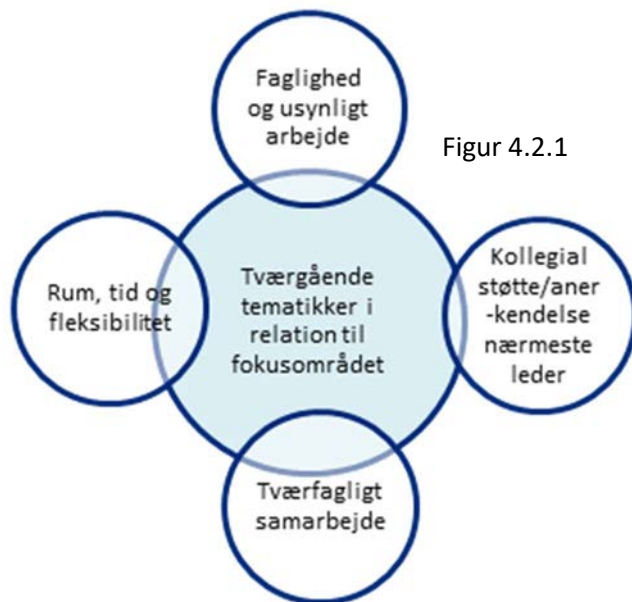 Faglighed
og usynligt
arbejde
Figur 4.2.1
Rum, tid og
fleksibilitet
Tværgående
tematikker i
relation til
fokusområdet
Kollegial
støtte/aner
-kendelse
nærmeste
leder
Tværfagligt
samarbejde